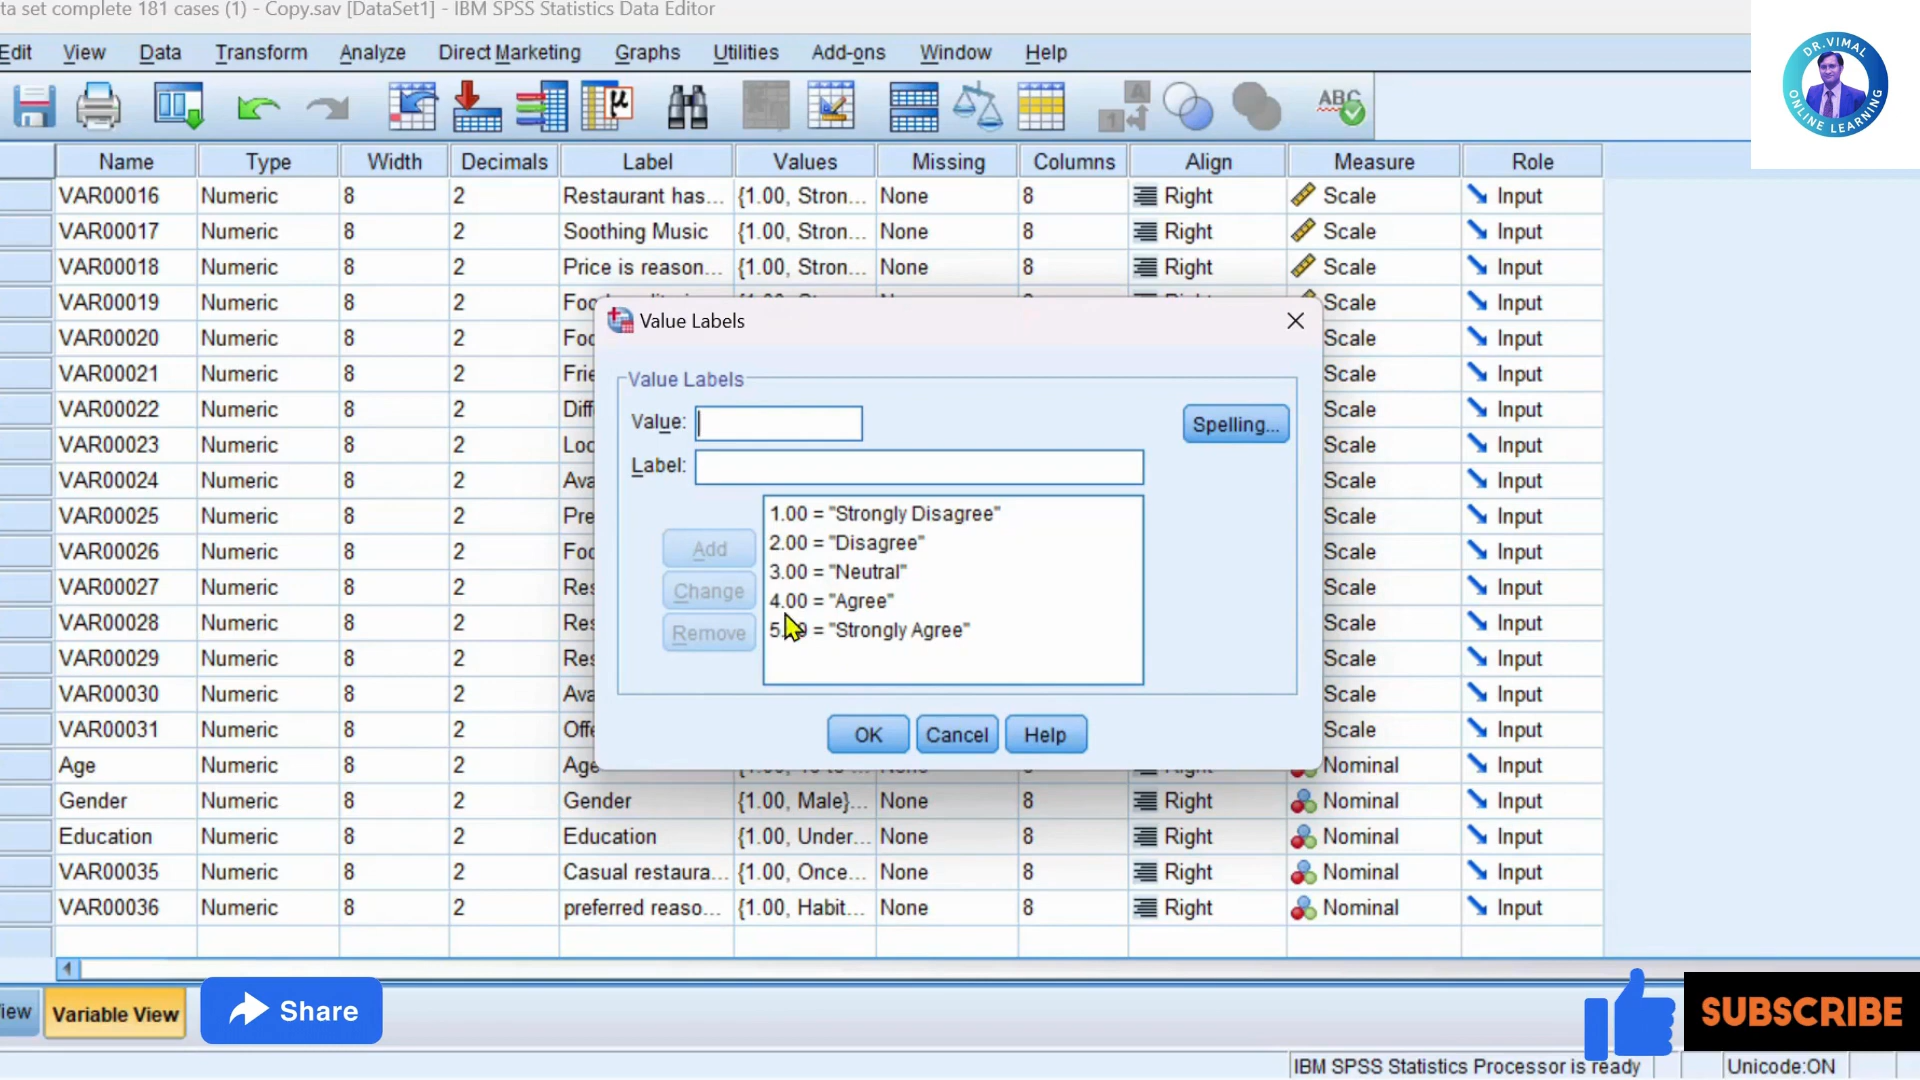 ta set complete 181 cases (1) - Copy.sav [DataSet1] - IBM SPSS Statistics Data Editor
Edit View Data Transform Analyze Direct Marketing Graphs Utilities Add-ons Window Help
DR.VIMAL
ONLINE LEARNING
Name Type Width Decimals Label Values Missing Columns Align Measure Role
VAR00016 Numeric 8 2 Restaurant has... {1.00, Stron... None 8 Right Scale Input
VAR00017 Numeric 8 2 Soothing Music {1.00, Stron... None 8 Right Scale Input
VAR00018 Numeric 8 2 Price is reason... {1.00, Stron... None 8 Right Scale Input
VAR00019 Numeric 8 2 Scale Input
VAR00020 Numeric 8 2 Scale Input
VAR00021 Numeric 8 2 Frie Scale Input
VAR00022 Numeric 8 2 Diff Scale Input
VAR00023 Numeric 8 2 Loc Scale Input
VAR00024 Numeric 8 2 Ava Scale Input
VAR00025 Numeric 8 2 Pre Scale Input
VAR00026 Numeric 8 2 Foo Scale Input
VAR00027 Numeric 8 2 Res Scale Input
VAR00028 Numeric 8 2 Res Scale Input
VAR00029 Numeric 8 2 Res Scale Input
VAR00030 Numeric 8 2 Ava Scale Input
VAR00031 Numeric 8 2 Offe Scale Input
Age Numeric 8 2 Age Nominal Input
Gender Numeric 8 2 Gender {1.00, Male}... None 8 Right Nominal Input
Education Numeric 8 2 Education {1.00, Under... None 8 Right Nominal Input
VAR00035 Numeric 8 2 Casual restaura... {1.00, Once... None 8 Right Nominal Input
VAR00036 Numeric 8 2 preferred reaso... {1.00, Habit... None 8 Right Nominal Input
Value Labels
Value Labels
Value:
Spelling...
Label:
1.00 = "Strongly Disagree"
2.00 = "Disagree"
3.00 = "Neutral"
4.00 = "Agree"
= "Strongly Agree"
Add
Change
Remove
OK Cancel Help
iew Variable View Share
SUBSCRIBE
IBM SPSS Statistics Processor is ready Unicode:ON